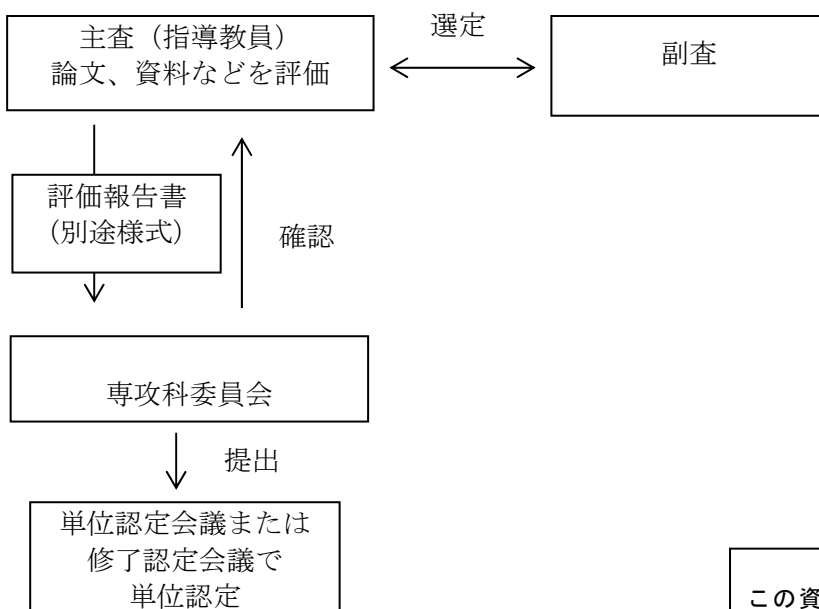 主査（指導教員）
論文、資料などを評価
選定
副査
評価報告書
（別途様式）
確認
専攻科委員会
提出
単位認定会議または
修了認定会議で
単位認定
この資